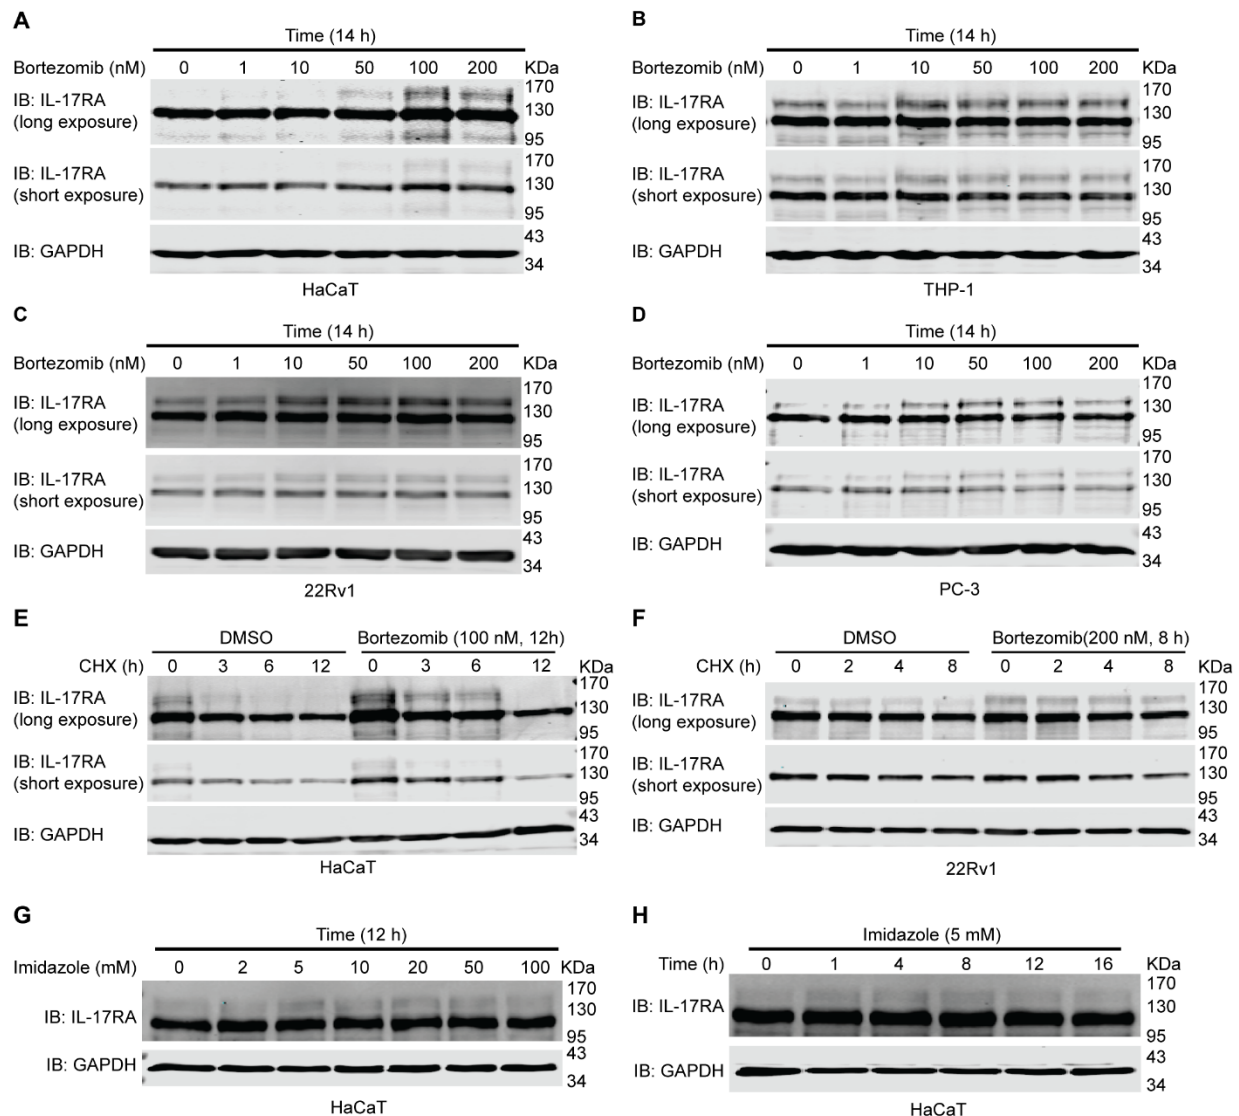 A
Time (14 h)
Bortezomib (nM) 0 1 10 50 100 200 KDa
IB: IL-17RA
(long exposure)
170
130
95
IB: IL-17RA
(short exposure)
170
130
95
IB: GAPDH
43
34
HaCaT
B
Time (14 h)
Bortezomib (nM) 0 1 10 50 100 200 KDa
IB: IL-17RA
(long exposure)
170
130
95
IB: IL-17RA
(short exposure)
170
130
95
IB: GAPDH
43
34
THP-1
C
Time (14 h)
Bortezomib (nM) 0 1 10 50 100 200 KDa
IB: IL-17RA
(long exposure)
170
130
95
IB: IL-17RA
(short exposure)
170
130
95
IB: GAPDH
43
34
22Rv1
D
Time (14 h)
Bortezomib (nM) 0 1 10 50 100 200 KDa
IB: IL-17RA
(long exposure)
170
130
95
IB: IL-17RA
(short exposure)
170
130
95
IB: GAPDH
43
34
PC-3
E
DMSO Bortezomib (100 nM, 12h)
CHX (h) 0 3 6 12 0 3 6 12 KDa
IB: IL-17RA
(long exposure)
170
130
95
IB: IL-17RA
(short exposure)
170
130
95
IB: GAPDH
43
34
HaCaT
F
DMSO Bortezomib(200 nM, 8 h)
CHX (h) 0 2 4 8 0 2 4 8 KDa
IB: IL-17RA
(long exposure)
170
130
95
IB: IL-17RA
(short exposure)
170
130
95
IB: GAPDH
43
34
22Rv1
G
Time (12 h)
Imidazole (mM) 0 2 5 10 20 50 100 KDa
IB: IL-17RA
170
130
95
IB: GAPDH
43
34
HaCaT
H
Imidazole (5 mM)
Time (h) 0 1 4 8 12 16 KDa
IB: IL-17RA
170
130
95
IB: GAPDH
43
34
HaCaT